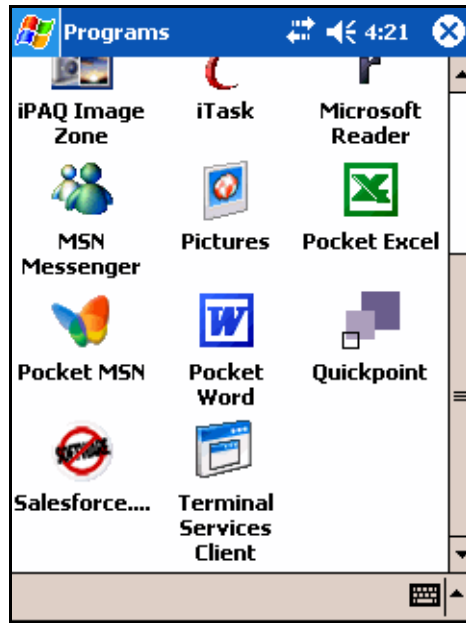 Programs 4:21
iPAQ Image iTask Microsoft
Zone Reader
MSN Pictures Pocket Excel
Messenger
W
Pocket MSN Pocket Quickpoint
Word
SOFTWARE
Salesforce.... Terminal
Services
Client